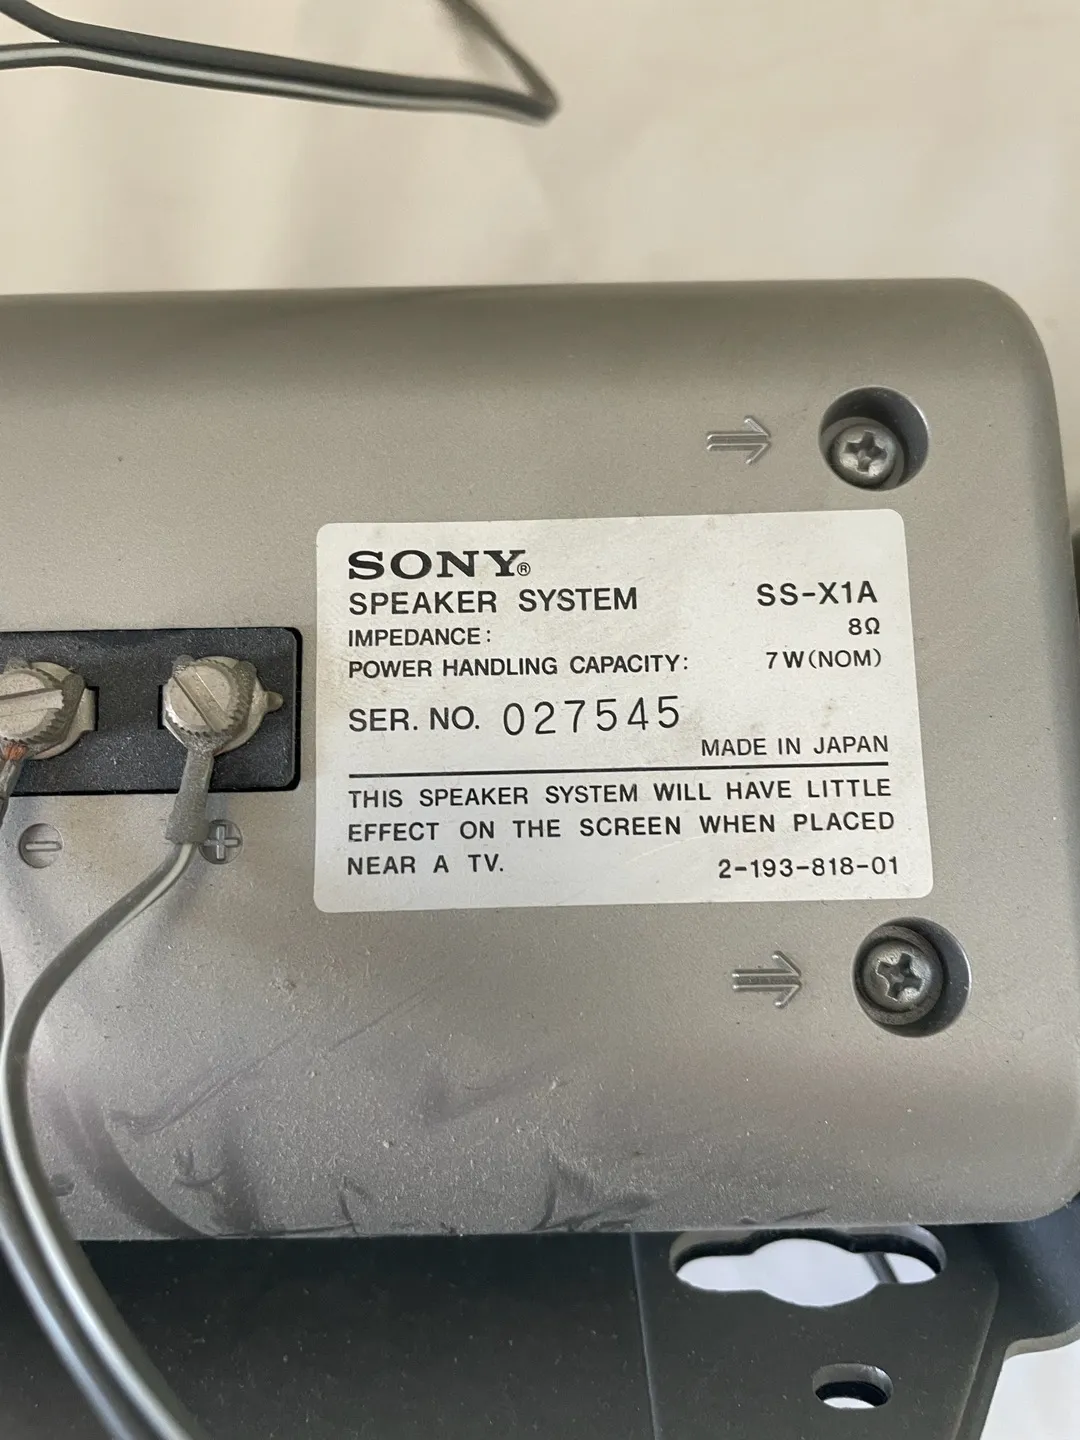 SONY®
SPEAKER SYSTEM SS-X1A
IMPEDANCE: 8Ω
POWER HANDLING CAPACITY: 7W(NOM)
SER. NO. 027545
MADE IN JAPAN
THIS SPEAKER SYSTEM WILL HAVE LITTLE
EFFECT ON THE SCREEN WHEN PLACED
NEAR A TV. 2-193-818-01